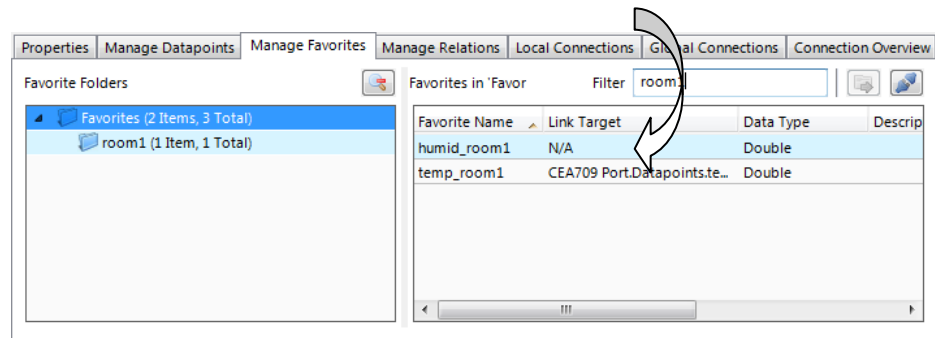 Properties Manage Datapoints Manage Favorites Manage Relations Local Connections Global Connections Connection Overview
Favorite Folders
Favorites in 'Favor Filter room1
Favorites (2 Items, 3 Total)
room1 (1 Item, 1 Total)
Favorite Name Link Target Data Type Descrip
humid_room1 N/A Double
temp_room1 CEA709 Port.Datapoints.te... Double